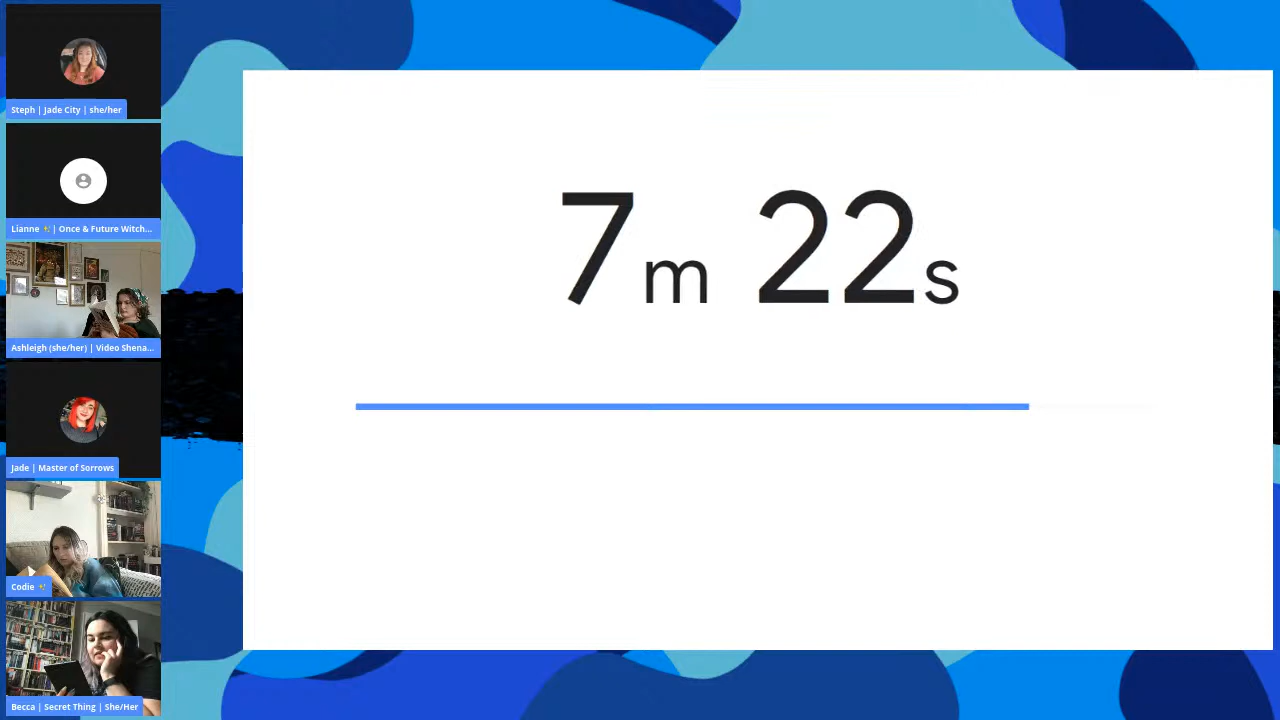 Steph | Jade City | she/her
Lianne ✨ | Once & Future Witch...
Ashleigh (she/her) | Video Shena...
Jade | Master of Sorrows
Codie ✨
Becca | Secret Thing | She/Her
7m 22s